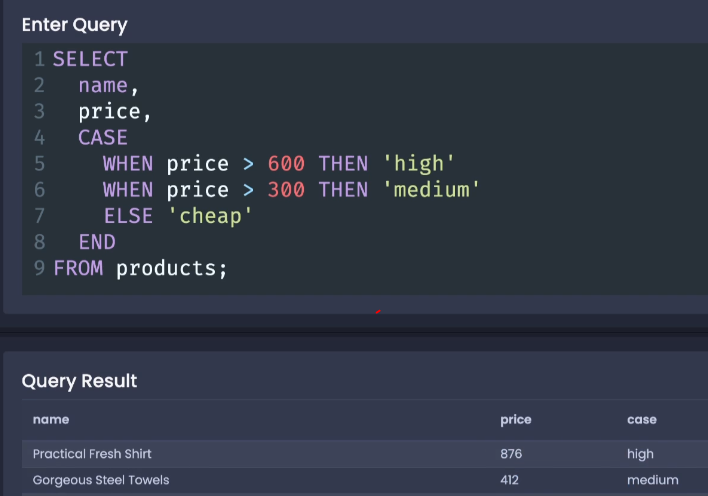 Enter Query
1 SELECT
2   name,
3   price,
4   CASE
5     WHEN price > 600 THEN 'high'
6     WHEN price > 300 THEN 'medium'
7     ELSE 'cheap'
8   END
9 FROM products;
Query Result
name price case
Practical Fresh Shirt 876 high
Gorgeous Steel Towels 412 medium